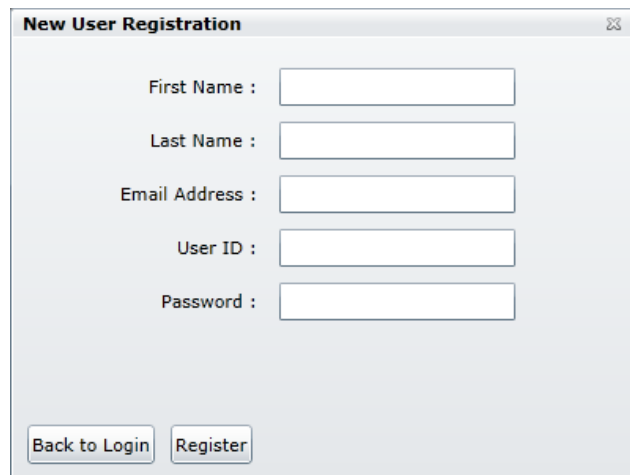 New User Registration
First Name :
Last Name :
Email Address :
User ID :
Password :
Back to Login Register